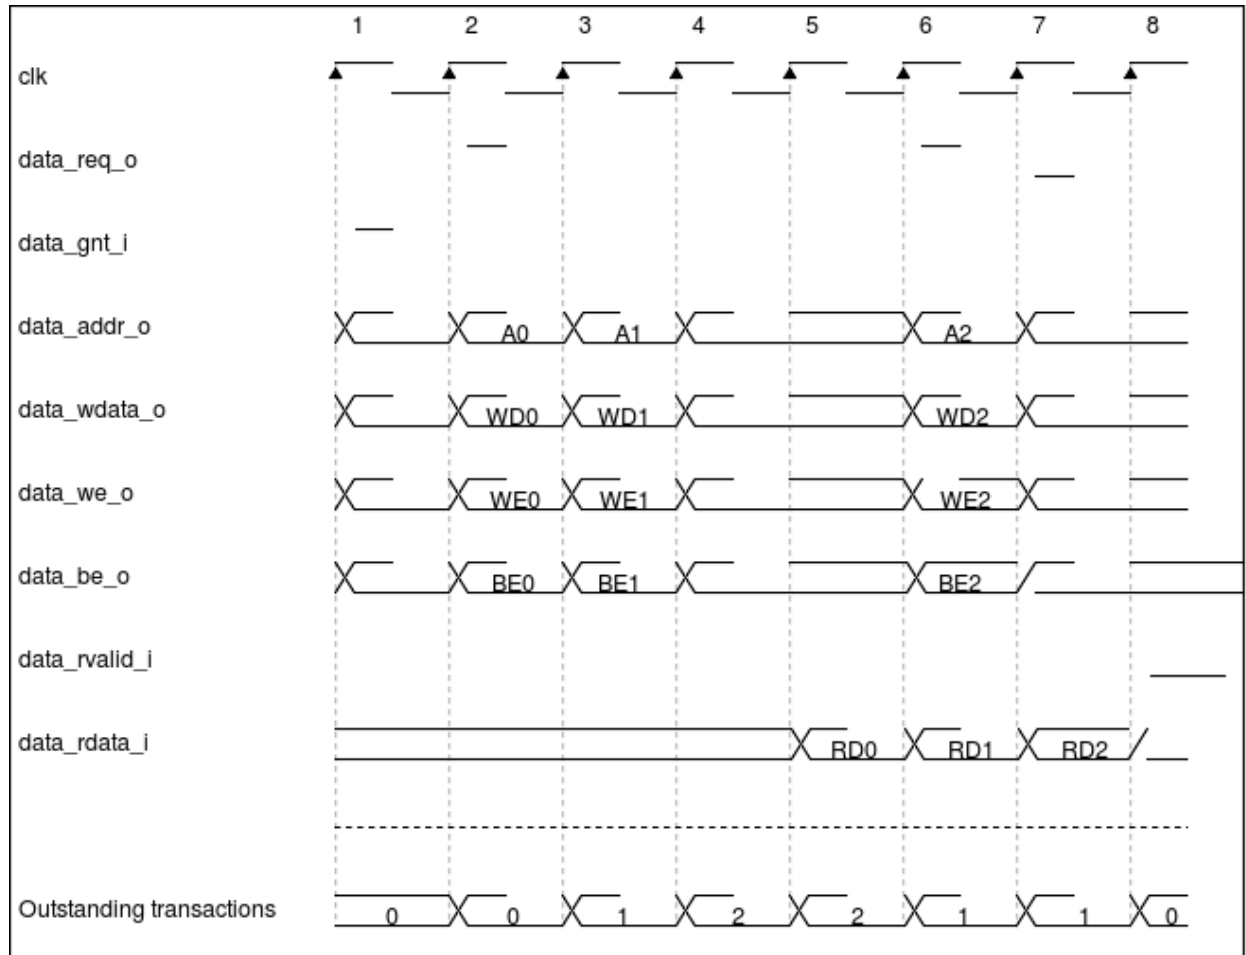 1 2 3 4 5 6 7 8
clk
data_req_o
data_gnt_i
data_addr_o A0 A1 A2
data_wdata_o WD0 WD1 WD2
data_we_o WE0 WE1 WE2
data_be_o BE0 BE1 BE2
data_rvalid_i
data_rdata_i RD0 RD1 RD2
Outstanding transactions 0 0 1 2 2 1 1 0